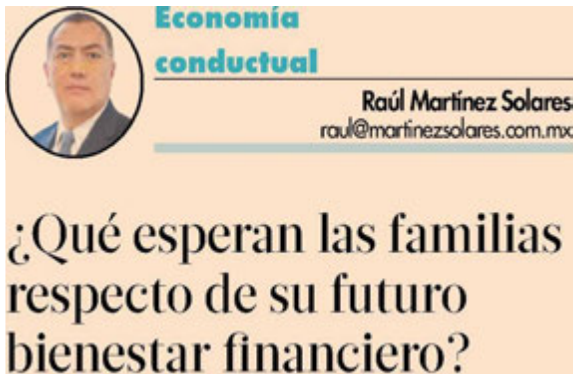 Economía
conductual
Raúl Martínez Solares
raul@martinezsolares.com.mx
¿Qué esperan las familias
respecto de su futuro
bienestar financiero?